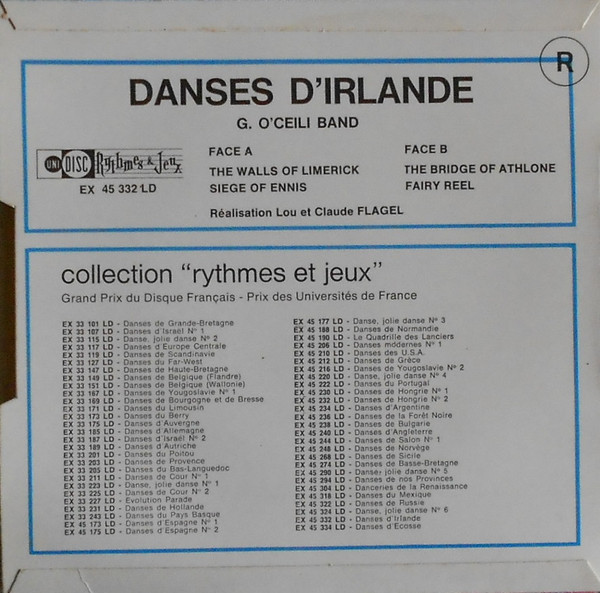 R
DANSES D'IRLANDE
G. O'CEILI BAND
UNI DISC Rythmes & Jeux
EX 45 332 LD
FACE A
THE WALLS OF LIMERICK
SIEGE OF ENNIS
FACE B
THE BRIDGE OF ATHLONE
FAIRY REEL
Réalisation Lou et Claude FLAGEL
collection "rythmes et jeux"
Grand Prix du Disque Français - Prix des Universités de France
EX 33 101 LD - Danses de Grande-Bretagne
EX 33 107 LD - Danses d'Israël N° 1
EX 33 115 LD - Danse, jolie danse N° 2
EX 33 117 LD - Danses d'Europe Centrale
EX 33 119 LD - Danses de Scandinavie
EX 33 127 LD - Danses du Far-West
EX 33 147 LD - Danses de Haute-Bretagne
EX 33 149 LD - Danses de Belgique (Flandre)
EX 33 151 LD - Danses de Belgique (Wallonie)
EX 33 167 LD - Danses de Yougoslavie N° 1
EX 33 169 LD - Danses de Bourgogne et de Bresse
EX 33 171 LD - Danses du Limousin
EX 33 173 LD - Danses du Berry
EX 33 175 LD - Danses d'Auvergne
EX 33 185 LD - Danses d'Allemagne
EX 33 187 LD - Danses d'Israël N° 2
EX 33 189 LD - Danses d'Autriche
EX 33 201 LD - Danses du Poitou
EX 33 203 LD - Danses de Provence
EX 33 205 LD - Danses du Bas-Languedoc
EX 33 211 LD - Danses de Cour N° 1
EX 33 223 LD - Danse, jolie danse N° 1
EX 33 225 LD - Danses de Cour N° 2
EX 33 227 LD - Evolution Parade
EX 33 231 LD - Danses de Hollande
EX 33 243 LD - Danses du Pays Basque
EX 45 173 LD - Danses d'Espagne N° 1
EX 45 175 LD - Danses d'Espagne N° 2
EX 45 177 LD - Danse, jolie danse N° 3
EX 45 188 LD - Danses de Normandie
EX 45 190 LD - Le Quadrille des Lanciers
EX 45 206 LD - Danses modernes N° 1
EX 45 210 LD - Danses des U.S.A.
EX 45 212 LD - Danses de Grèce
EX 45 216 LD - Danses de Yougoslavie N° 2
EX 45 220 LD - Danse, jolie danse N° 4
EX 45 222 LD - Danses du Portugal
EX 45 230 LD - Danses de Hongrie N° 1
EX 45 232 LD - Danses de Hongrie N° 2
EX 45 234 LD - Danses d'Argentine
EX 45 236 LD - Danses de la Forêt Noire
EX 45 238 LD - Danses de Bulgarie
EX 45 240 LD - Danses d'Angleterre
EX 45 244 LD - Danses de Salon N° 1
EX 45 248 LD - Danses de Norvège
EX 45 268 LD - Danses de Sicile
EX 45 274 LD - Danses de Basse-Bretagne
EX 45 290 LD - Danse, jolie danse N° 5
EX 45 294 LD - Danses de nos Provinces
EX 45 304 LD - Danceries de la Renaissance
EX 45 318 LD - Danses du Mexique
EX 45 322 LD - Danses de Russie
EX 45 324 LD - Danse, jolie danse N° 6
EX 45 332 LD - Danses d'Irlande
EX 45 334 LD - Danses d'Ecosse